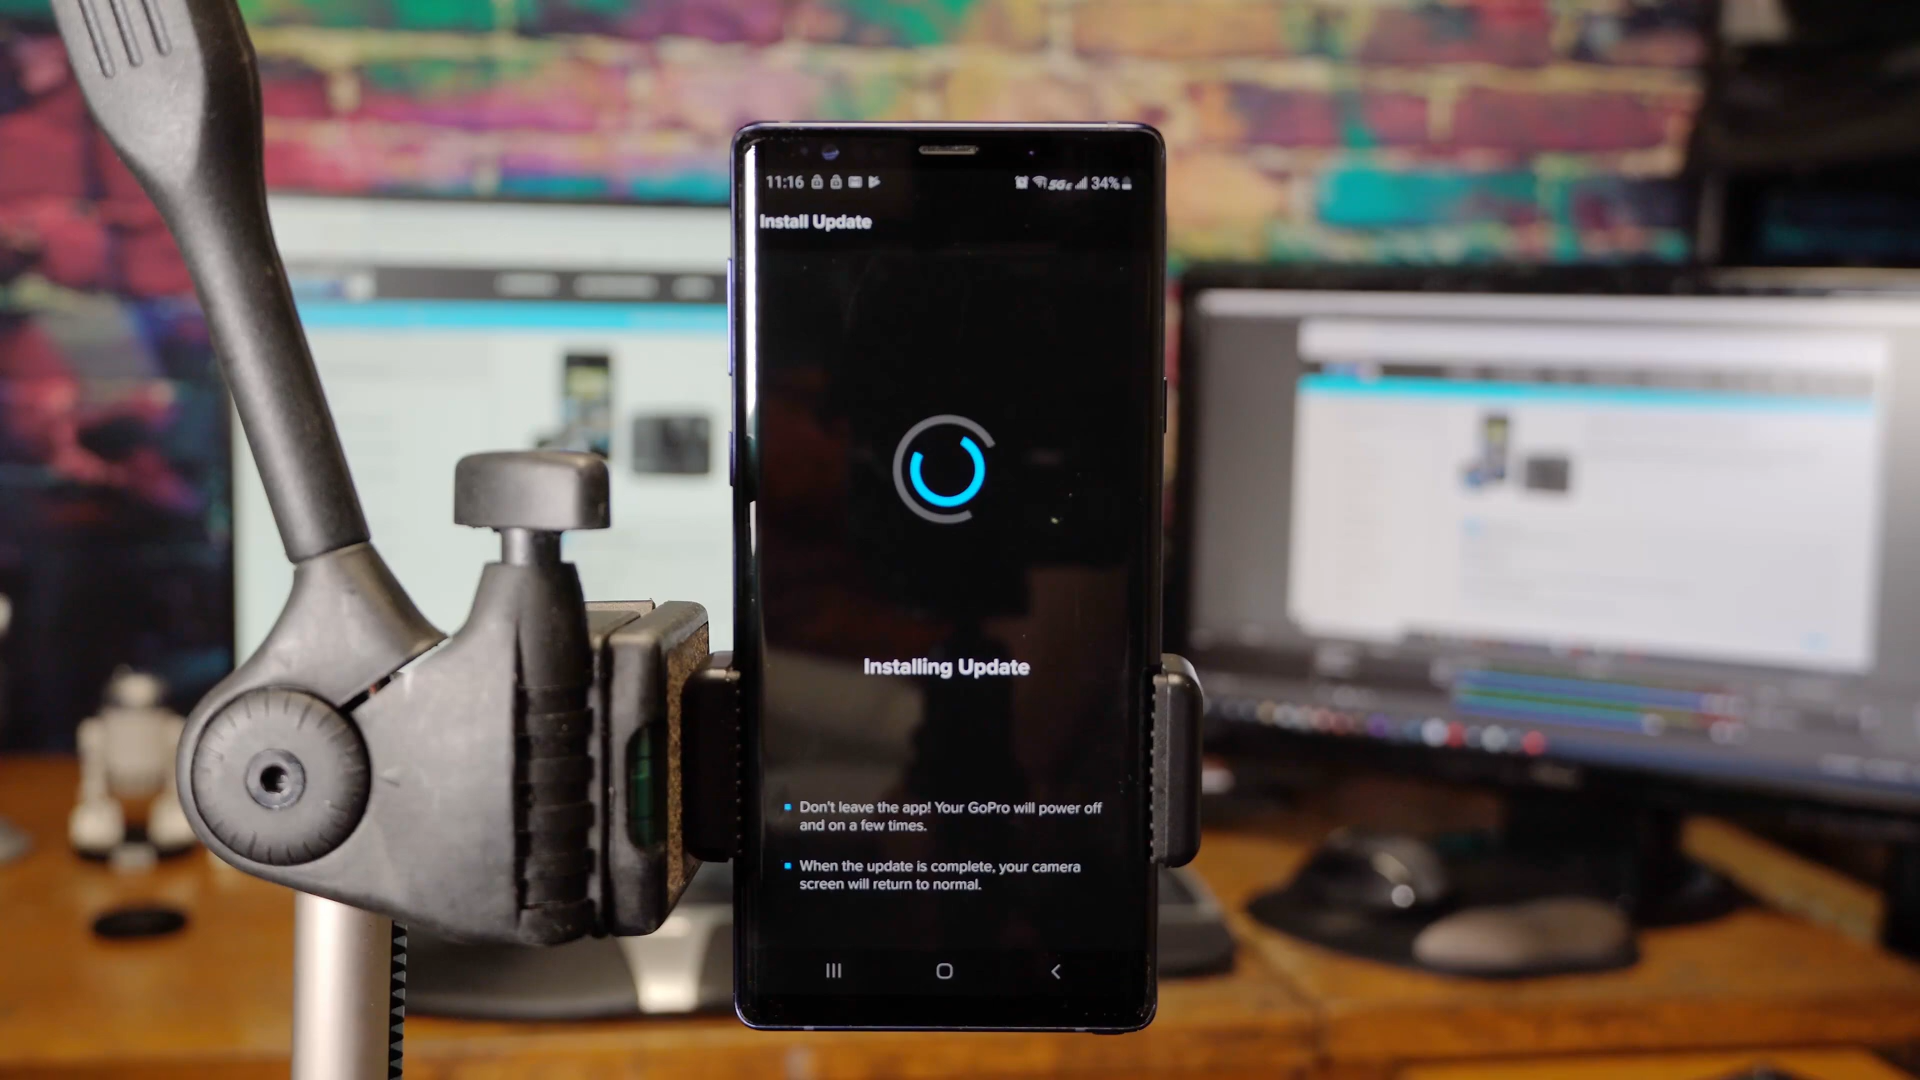 11:16 5GE 34%
Install Update
Installing Update
Don't leave the app! Your GoPro will power off
and on a few times.
When the update is complete, your camera
screen will return to normal.